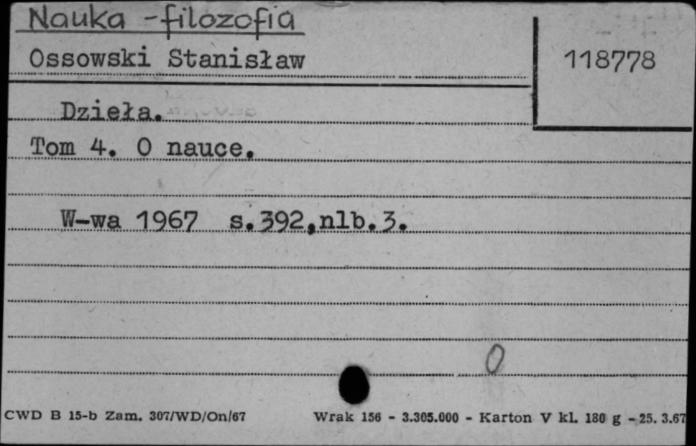 Nauka - filozofia
Ossowski Stanisław
118778
Dzieła.
Tom 4. O nauce.
W-wa 1967 s.392,nlb.3.
0
CWD B 15-b Zam. 307/WD/On/67 Wrak 156 - 3.305.000 - Karton V kl. 180 g - 25. 3.67